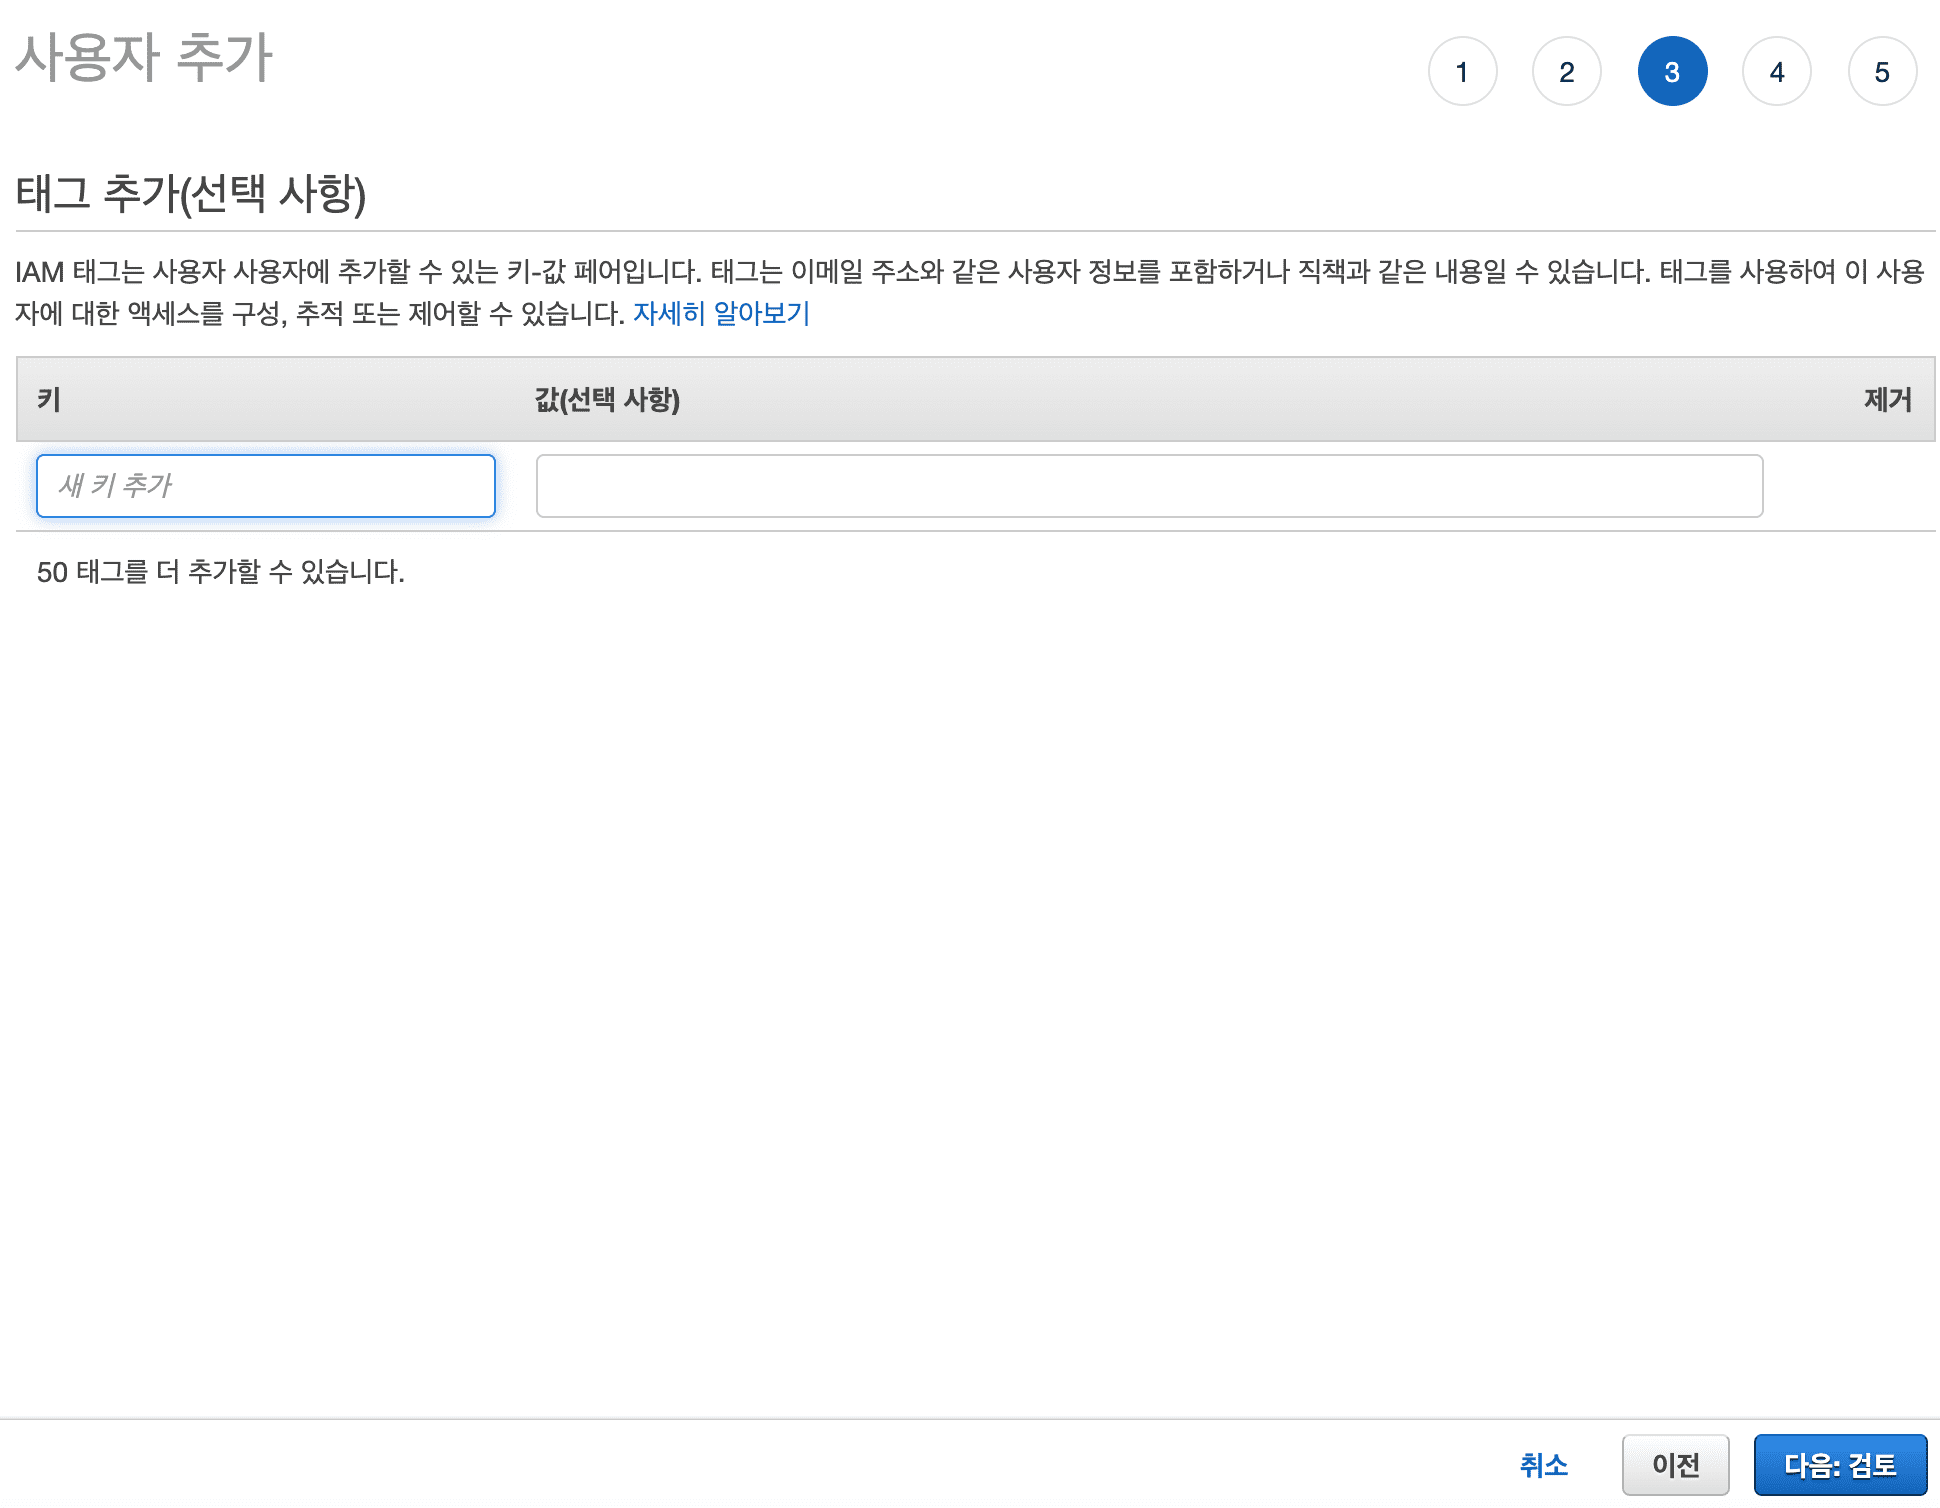 사용자 추가
1 2 3 4 5
태그 추가(선택 사항)
IAM 태그는 사용자 사용자에 추가할 수 있는 키-값 페어입니다. 태그는 이메일 주소와 같은 사용자 정보를 포함하거나 직책과 같은 내용일 수 있습니다. 태그를 사용하여 이 사용
자에 대한 액세스를 구성, 추적 또는 제어할 수 있습니다. 자세히 알아보기
키 값(선택 사항) 제거
새 키 추가
50 태그를 더 추가할 수 있습니다.
취소 이전 다음: 검토